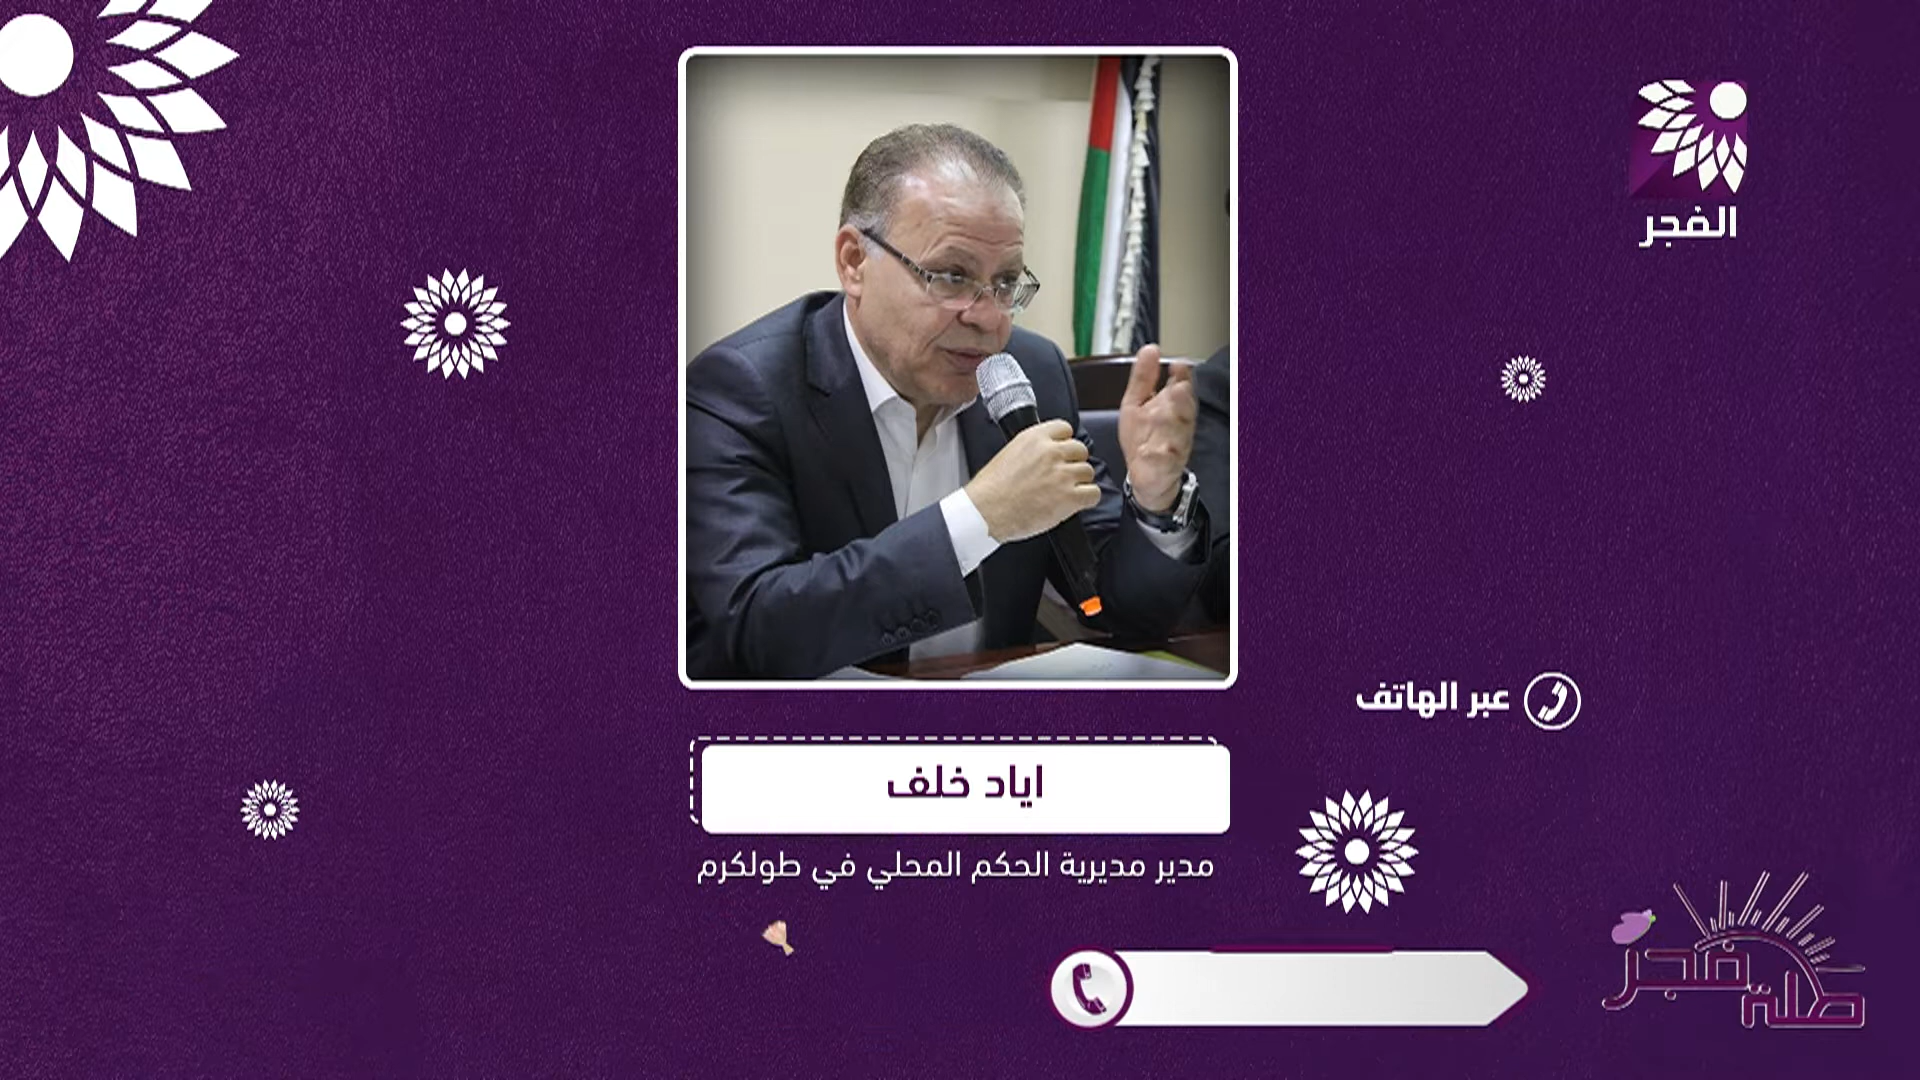 الفجر
عبر الهاتف
اياد خلف
مدير مديرية الحكم المحلي في طولكرم
طلة فجر